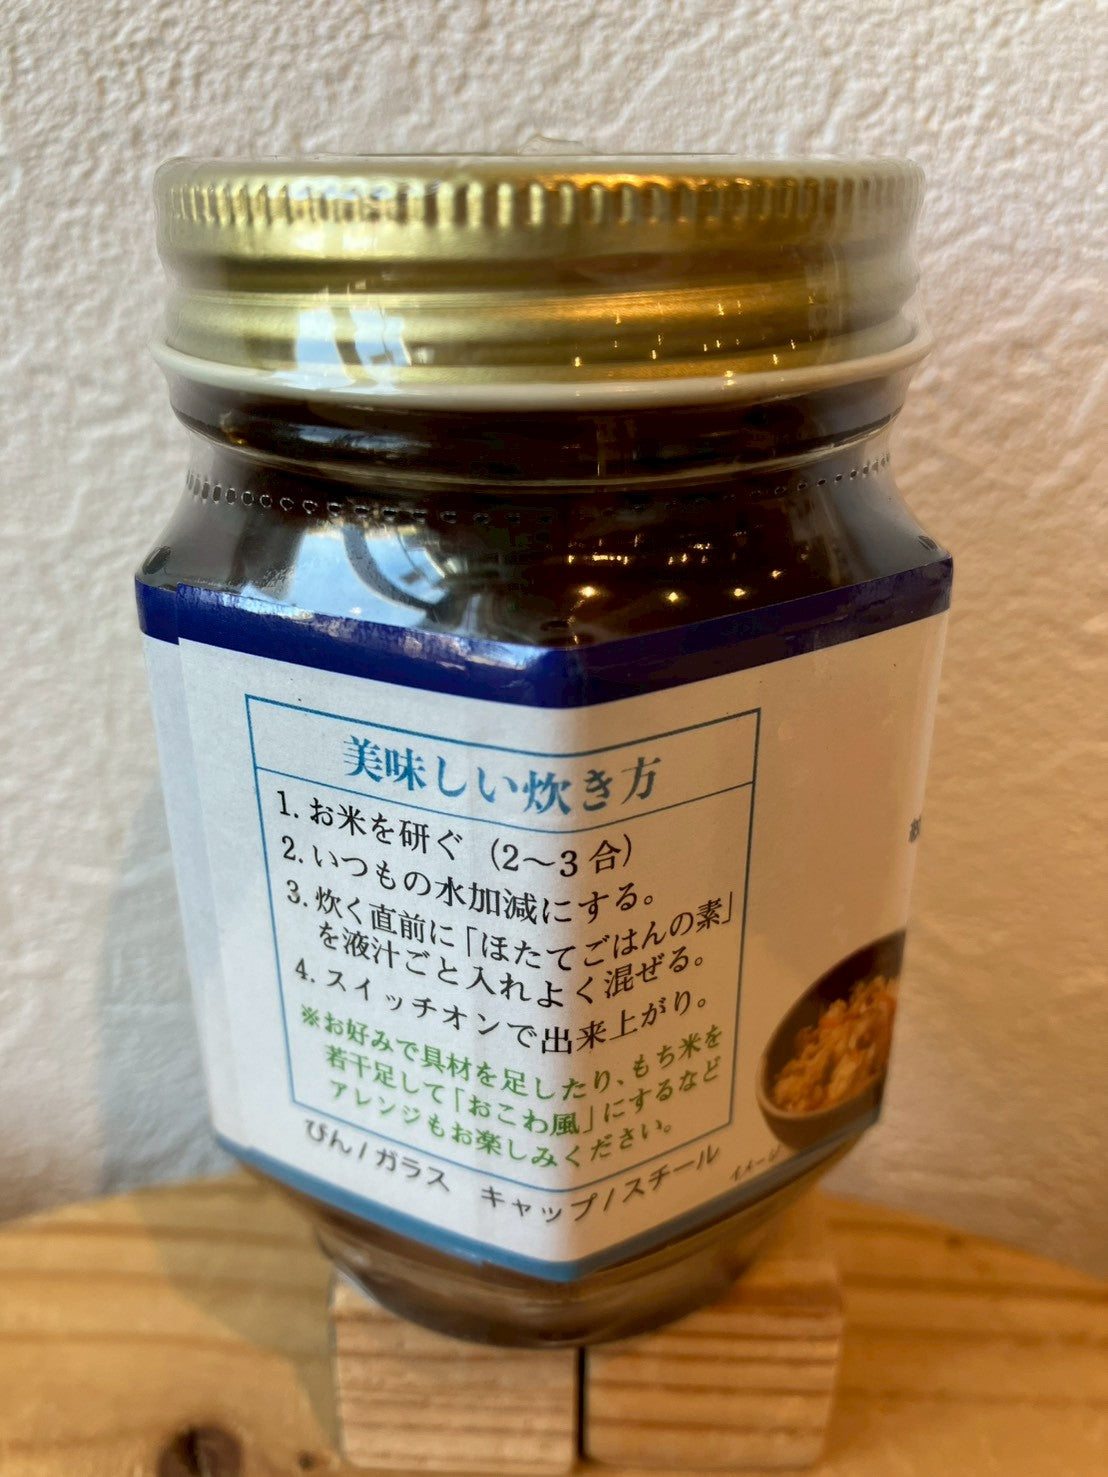 美味しい炊き方
1. お米を研ぐ（2〜3合）
2. いつもの水加減にする。
3. 炊く直前に「ほたてごはんの素」
を液汁ごと入れよく混ぜる。
4. スイッチオンで出来上がり。
※お好みで具材を足したり、もち米を
若干足して「おこわ風」にするなど
アレンジもお楽しみください。
びん/ガラス　キャップ/スチール
イメージ